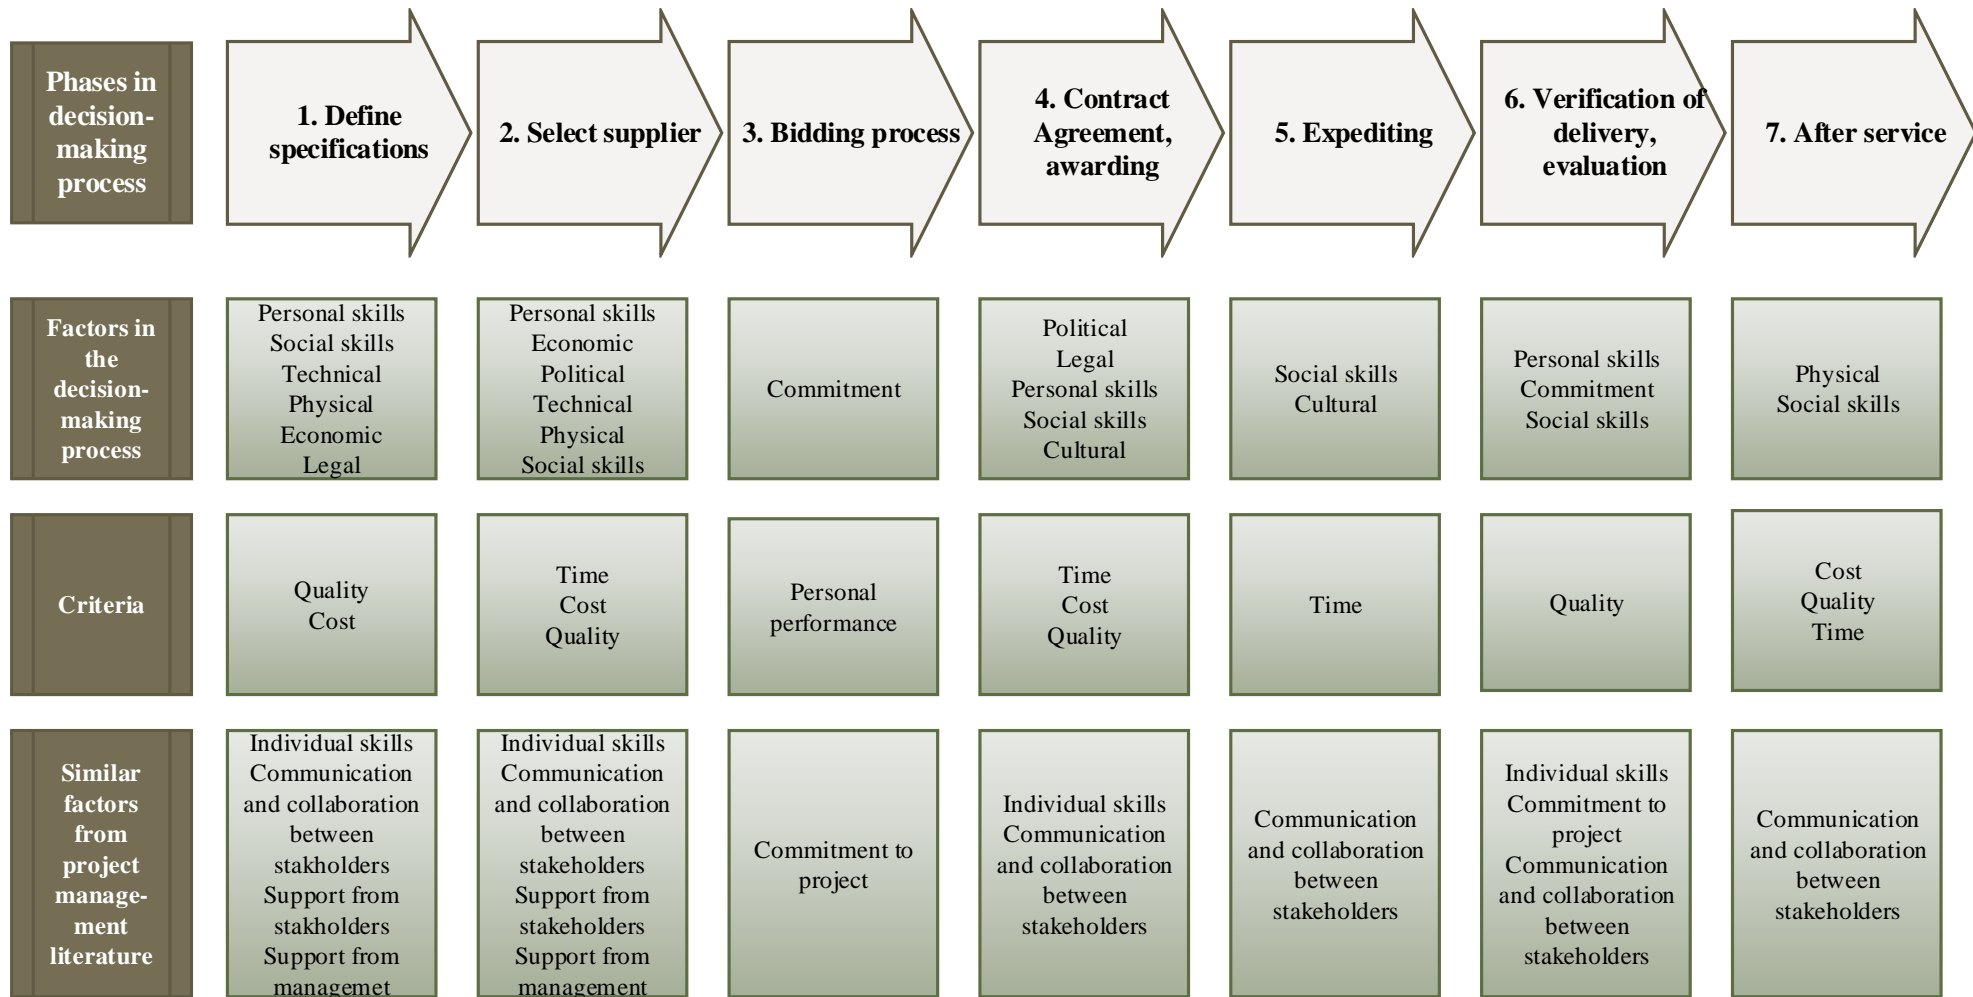 Phases in
decision-
making
process
1. Define
specifications
2. Select supplier
3. Bidding process
4. Contract
Agreement,
awarding
5. Expediting
6. Verification of
delivery,
evaluation
7. After service
Factors in
the
decision-
making
process
Personal skills
Social skills
Technical
Physical
Economic
Legal
Personal skills
Economic
Political
Technical
Physical
Social skills
Commitment
Political
Legal
Personal skills
Social skills
Cultural
Social skills
Cultural
Personal skills
Commitment
Social skills
Physical
Social skills
Criteria
Quality
Cost
Time
Cost
Quality
Personal
performance
Time
Cost
Quality
Time
Quality
Cost
Quality
Time
Similar
factors
from
project
manage-
ment
literature
Individual skills
Communication
and collaboration
between
stakholders
Support from
stakholders
Support from
managemet
Individual skills
Communication
and collaboration
between
stakeholders
Support from
stakeholders
Support from
management
Commitment to
project
Individual skills
Communication
and collaboration
between
stakeholders
Communication
and collaboration
between
stakeholders
Individual skills
Commitment to
project
Communication
and collaboration
between
stakeholders
Communication
and collaboration
between
stakeholders